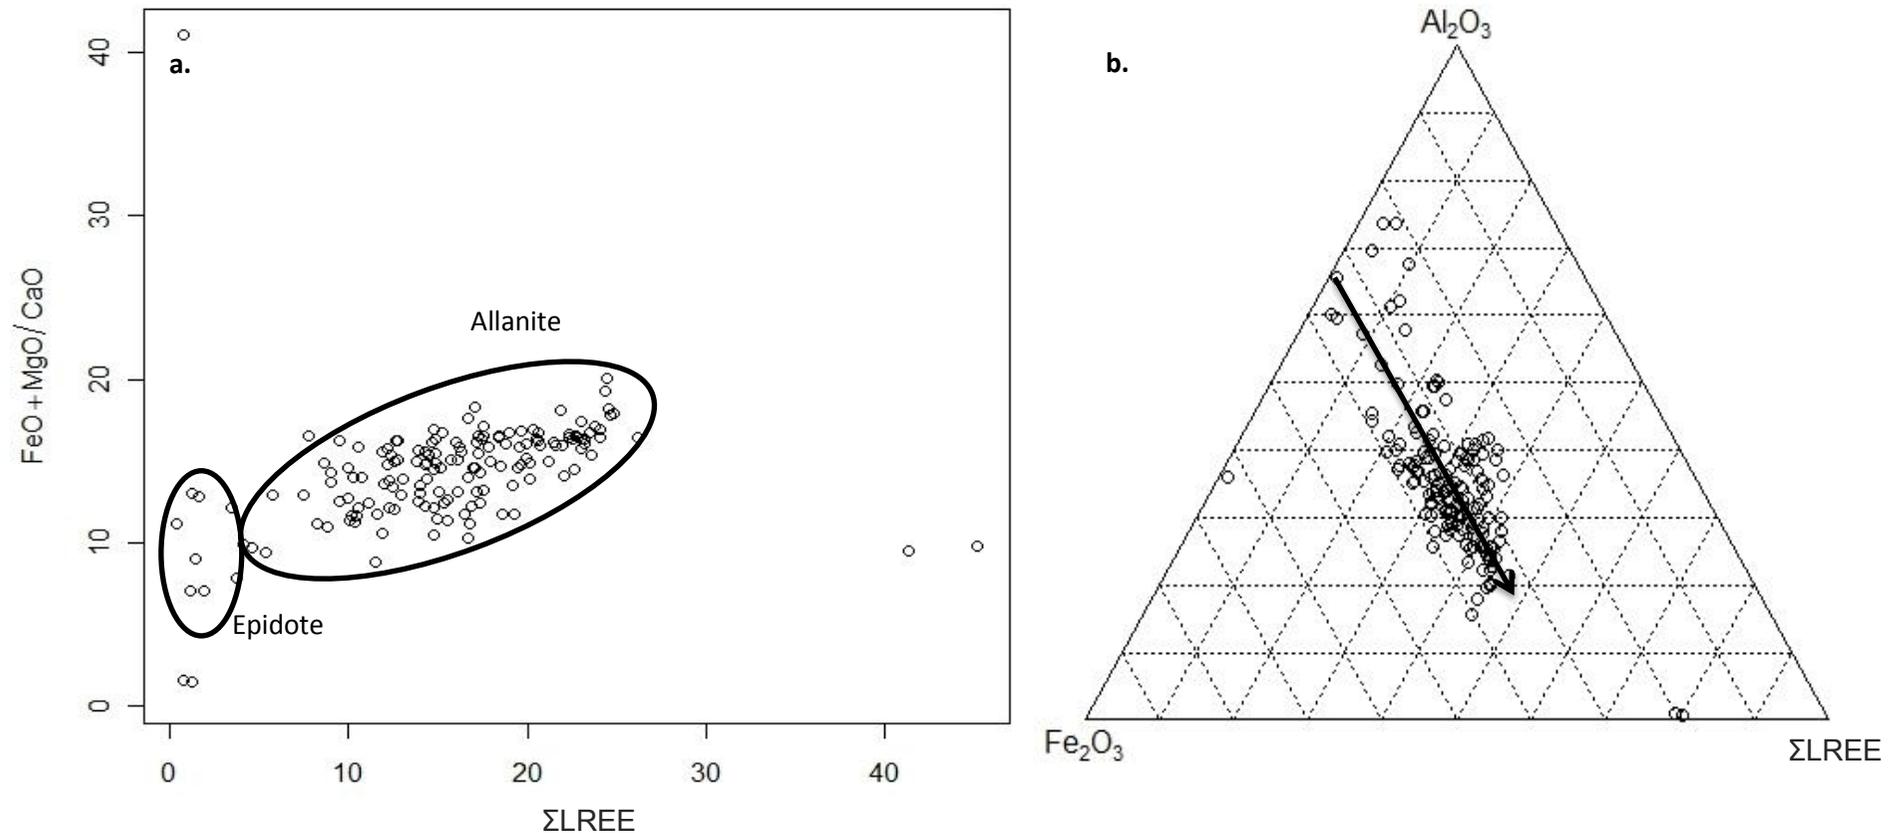 a.
40
30
20
10
0
FeO + MgO / CaO
Allanite
Epidote
0 10 20 30 40
ΣLREE
b.
Al₂O₃
Fe₂O₃
ΣLREE